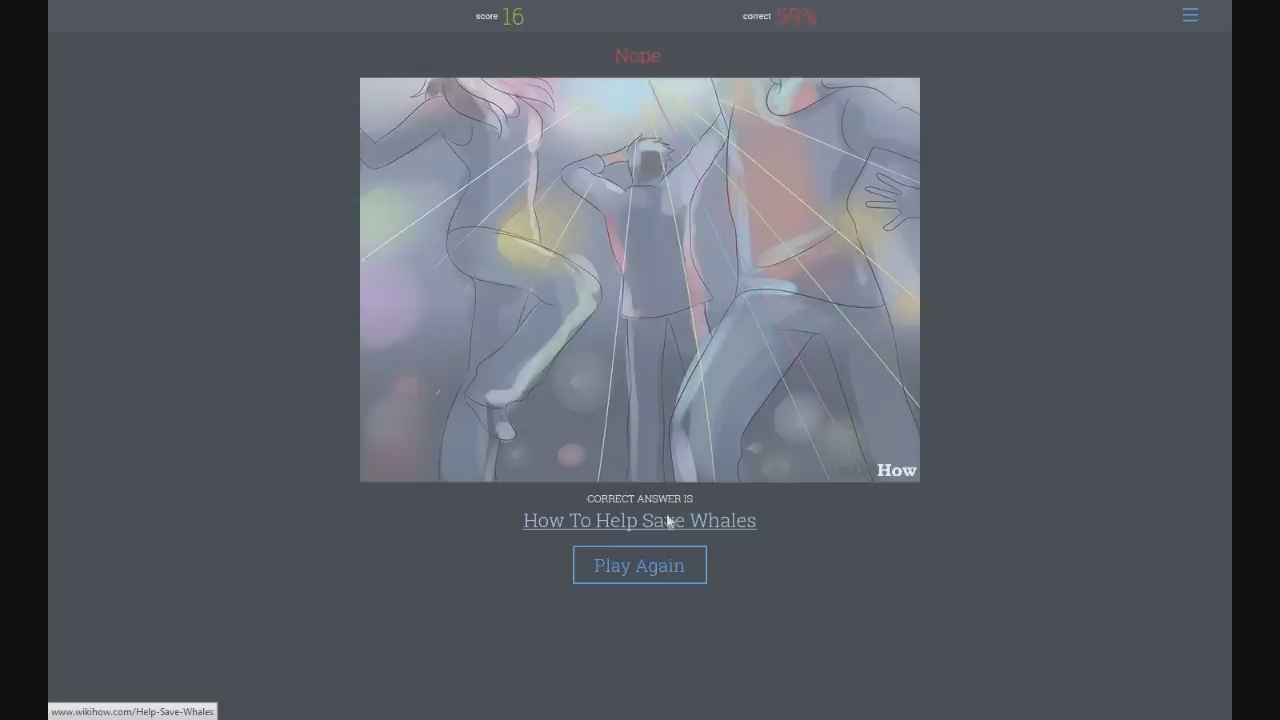 score 16 correct 59%
Nope
How
CORRECT ANSWER IS
How To Help Save Whales
Play Again
www.wikihow.com/Help-Save-Whales